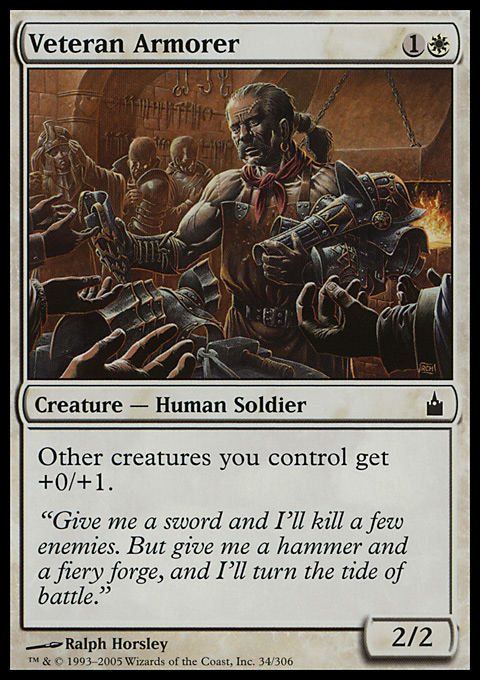 Veteran Armorer 1
RCH
Creature — Human Soldier
Other creatures you control get
+0/+1.
“Give me a sword and I'll kill a few
enemies. But give me a hammer and
a fiery forge, and I'll turn the tide of
battle.”
Ralph Horsley
2/2
™ & © 1993–2005 Wizards of the Coast, Inc. 34/306